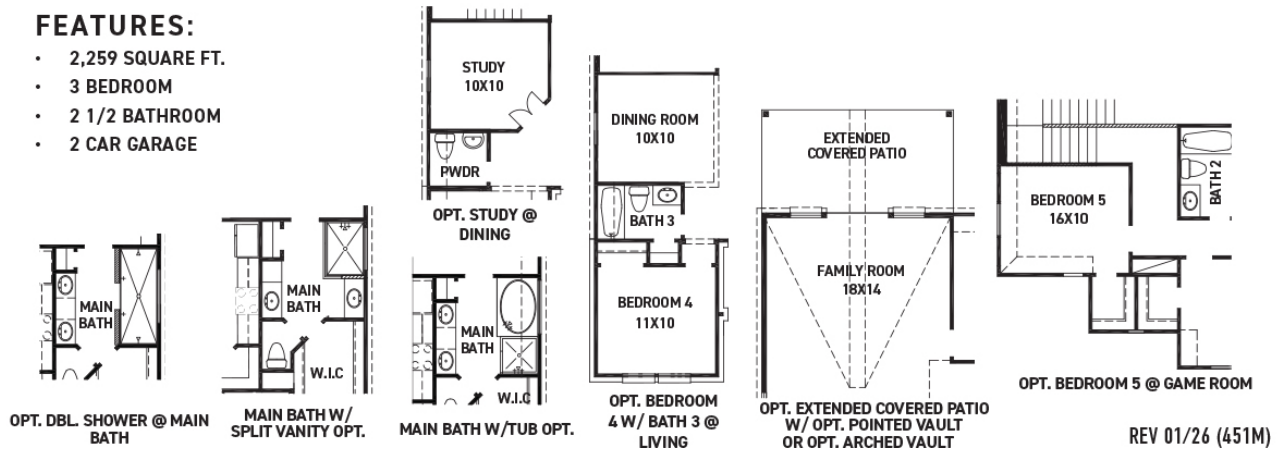 FEATURES:
• 2,259 SQUARE FT.
• 3 BEDROOM
• 2 1/2 BATHROOM
• 2 CAR GARAGE
MAIN
BATH
OPT. DBL. SHOWER @ MAIN
BATH
MAIN
BATH
W.I.C
MAIN BATH W/
SPLIT VANITY OPT.
STUDY
10X10
PWDR
OPT. STUDY @
DINING
MAIN
BATH
W.I.C
MAIN BATH W/TUB OPT.
DINING ROOM
10X10
BATH 3
BEDROOM 4
11X10
OPT. BEDROOM
4 W/ BATH 3 @
LIVING
EXTENDED
COVERED PATIO
FAMILY ROOM
18X14
OPT. EXTENDED COVERED PATIO
W/ OPT. POINTED VAULT
OR OPT. ARCHED VAULT
BEDROOM 5
16X10
BATH 2
OPT. BEDROOM 5 @ GAME ROOM
REV 01/26 (451M)